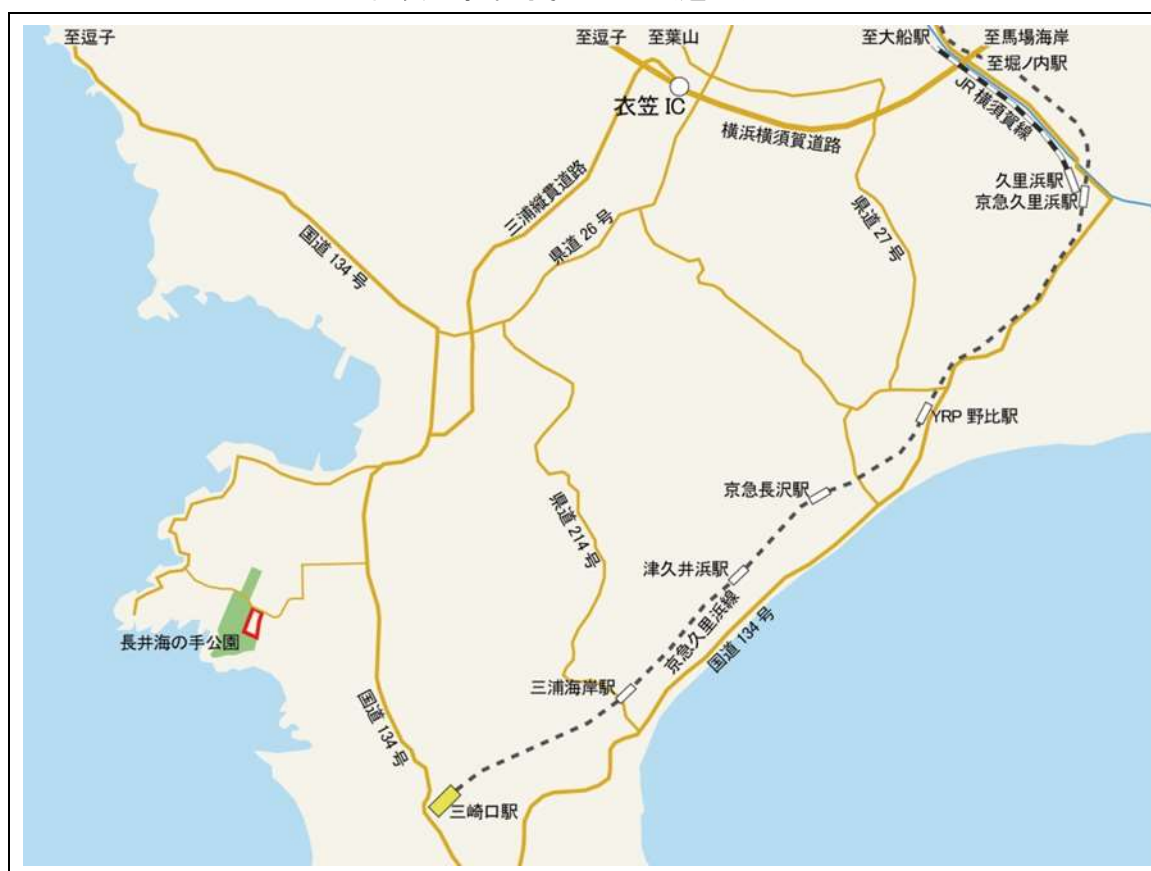 至逗子
至逗子
至葉山
至大船駅
至馬場海岸
至堀ノ内駅
JR 横須賀線
衣笠 IC
横浜横須賀道路
久里浜駅
京急久里浜駅
三浦縦貫道路
県道 26 号
県道 27 号
国道 134 号
YRP 野比駅
京急長沢駅
県道 214 号
津久井浜駅
京急久里浜線
国道 134 号
長井海の手公園
三浦海岸駅
国道 134 号
三崎口駅